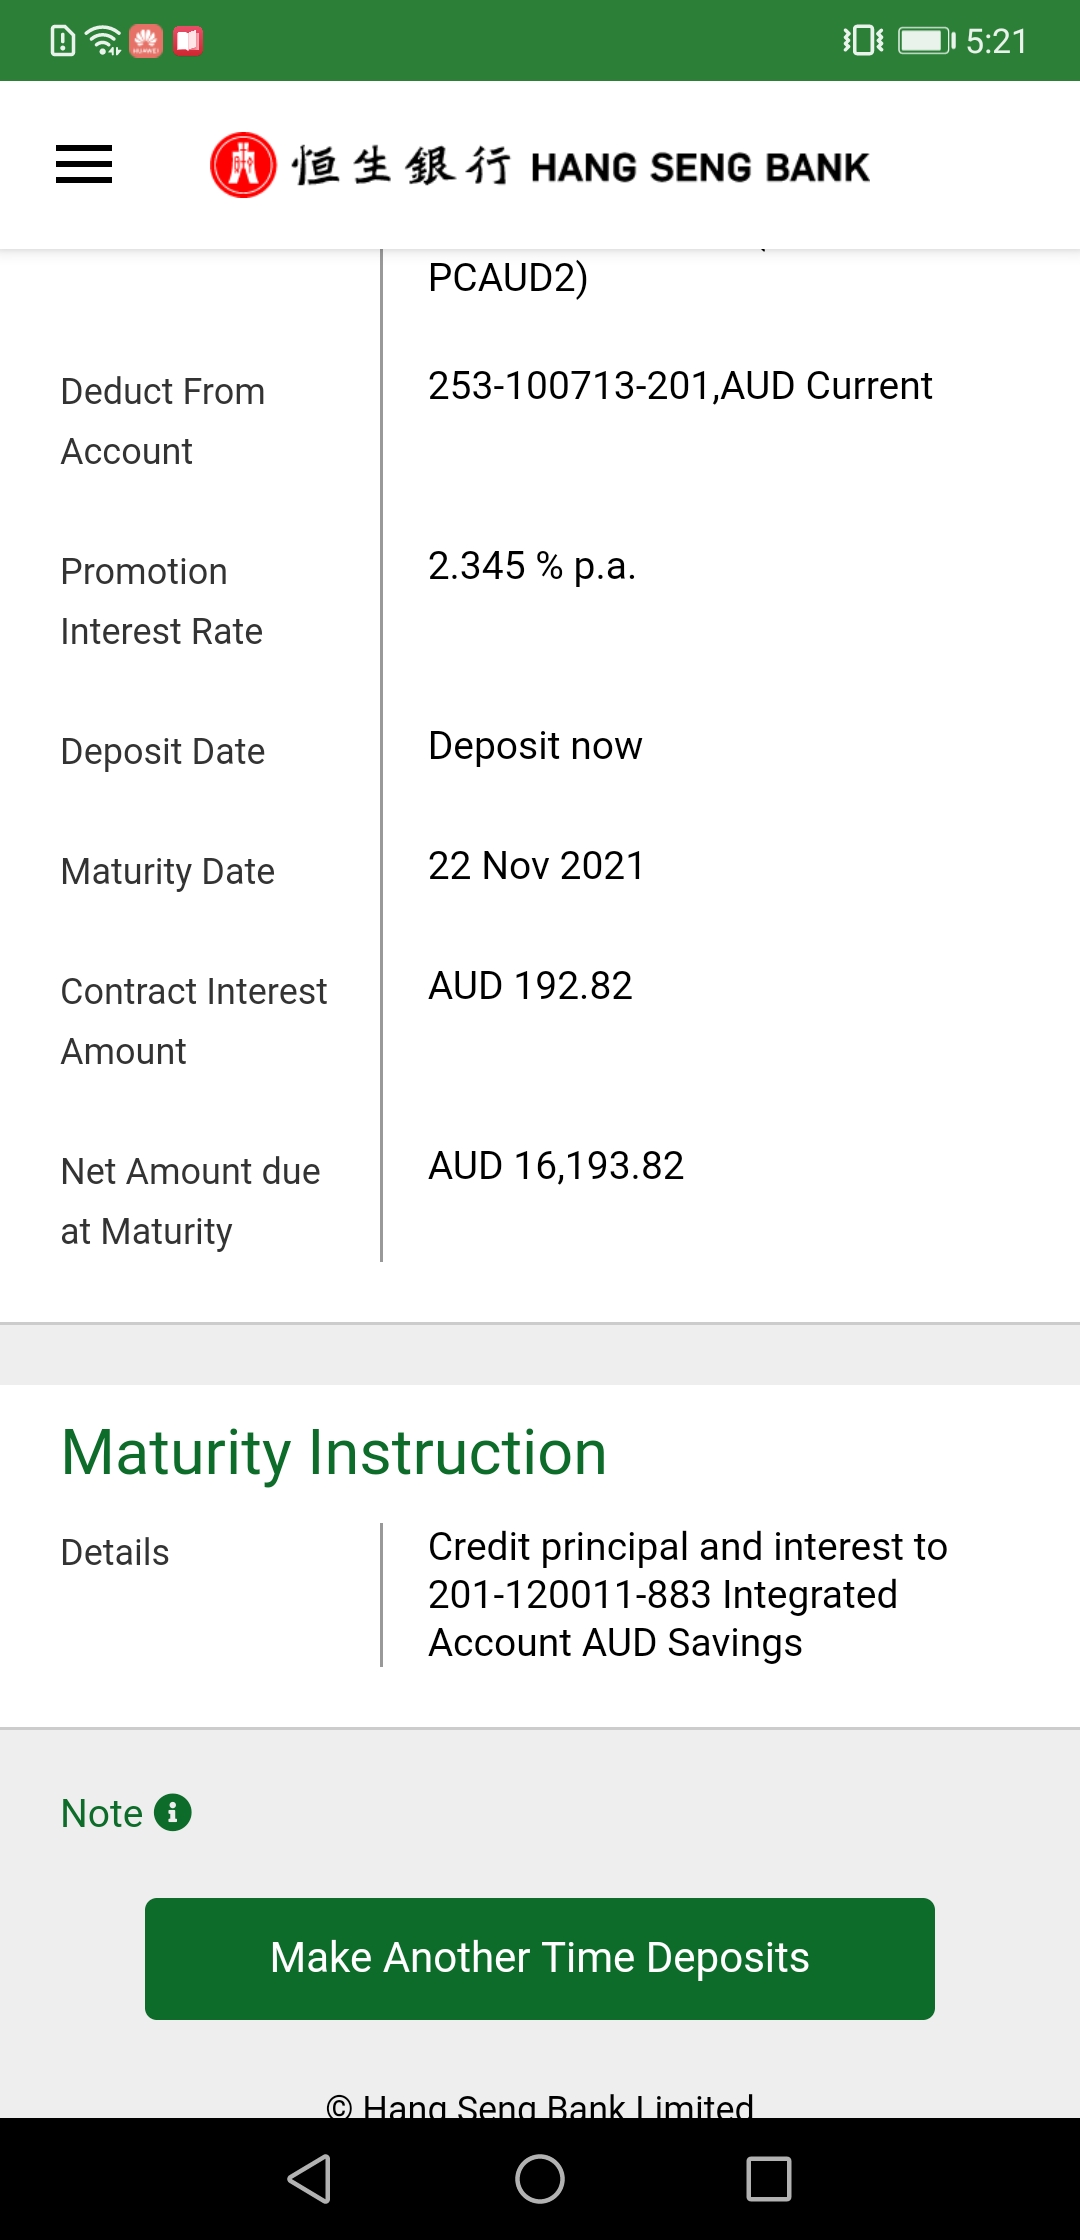 5:21
恒生銀行 HANG SENG BANK
PCAUD2)
Deduct From
Account
253-100713-201,AUD Current
Promotion
Interest Rate
2.345 % p.a.
Deposit Date
Deposit now
Maturity Date
22 Nov 2021
Contract Interest
Amount
AUD 192.82
Net Amount due
at Maturity
AUD 16,193.82
Maturity Instruction
Details
Credit principal and interest to
201-120011-883 Integrated
Account AUD Savings
Note
Make Another Time Deposits
© Hang Seng Bank Limited